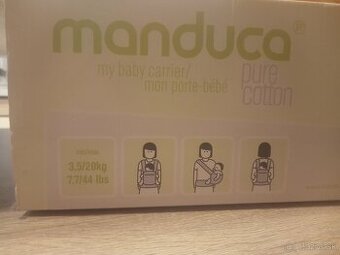 manduca®
my baby carrier/
mon porte-bébé
pure
cotton
3,5/20kg
7,7/44 lbs